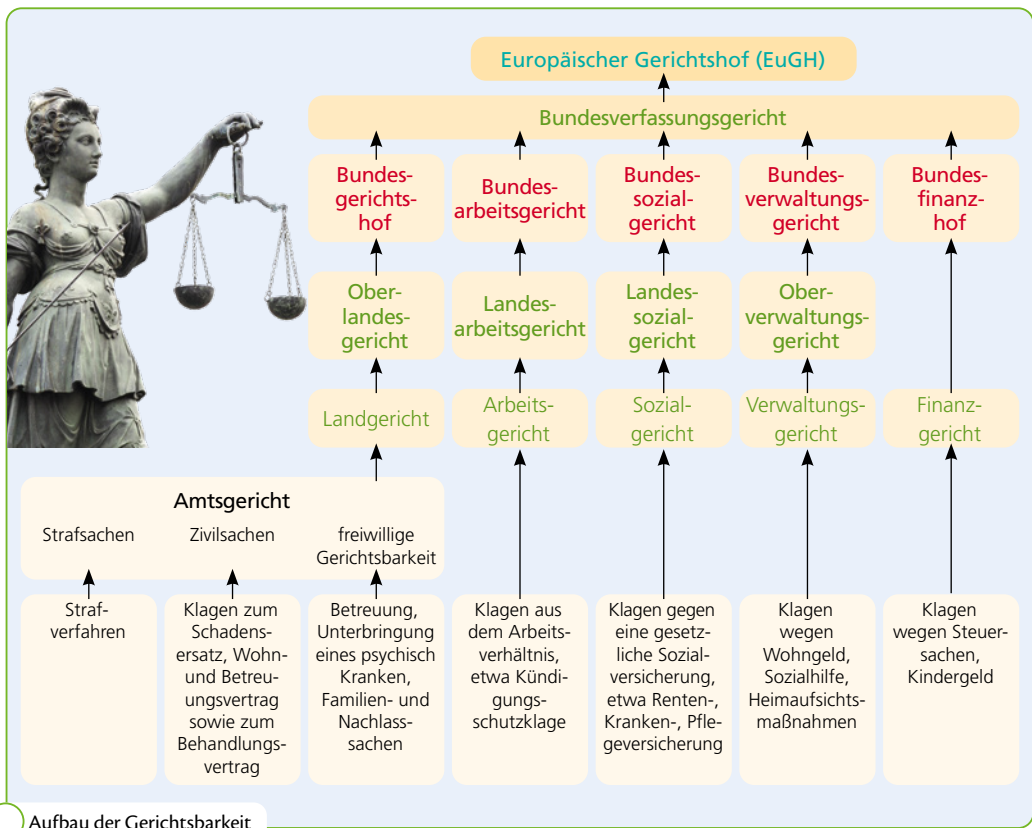 Europäischer Gerichtshof (EuGH)
Bundesverfassungsgericht
Bundes-
gerichts-
hof
Bundes-
arbeitsgericht
Bundes-
sozial-
gericht
Bundes-
verwaltungs-
gericht
Bundes-
finanz-
hof
Ober-
landes-
gericht
Landes-
arbeitsgericht
Landes-
sozial-
gericht
Ober-
verwaltungs-
gericht
Landgericht
Arbeits-
gericht
Sozial-
gericht
Verwaltungs-
gericht
Finanz-
gericht
Amtsgericht
Strafsachen
Zivilsachen
freiwillige
Gerichtsbarkeit
Straf-
verfahren
Klagen zum
Schadens-
ersatz, Wohn-
und Betreu-
ungsvertrag
sowie zum
Behandlungs-
vertrag
Betreuung,
Unterbringung
eines psychisch
Kranken,
Familien- und
Nachlass-
sachen
Klagen aus
dem Arbeits-
verhältnis,
etwa Kündi-
gungs-
schutzklage
Klagen gegen
eine gesetz-
liche Sozial-
versicherung,
etwa Renten-,
Kranken-, Pfle-
geversicherung
Klagen
wegen
Wohngeld,
Sozialhilfe,
Heimaufsichts-
maßnahmen
Klagen
wegen Steuer-
sachen,
Kindergeld
Aufbau der Gerichtsbarkeit